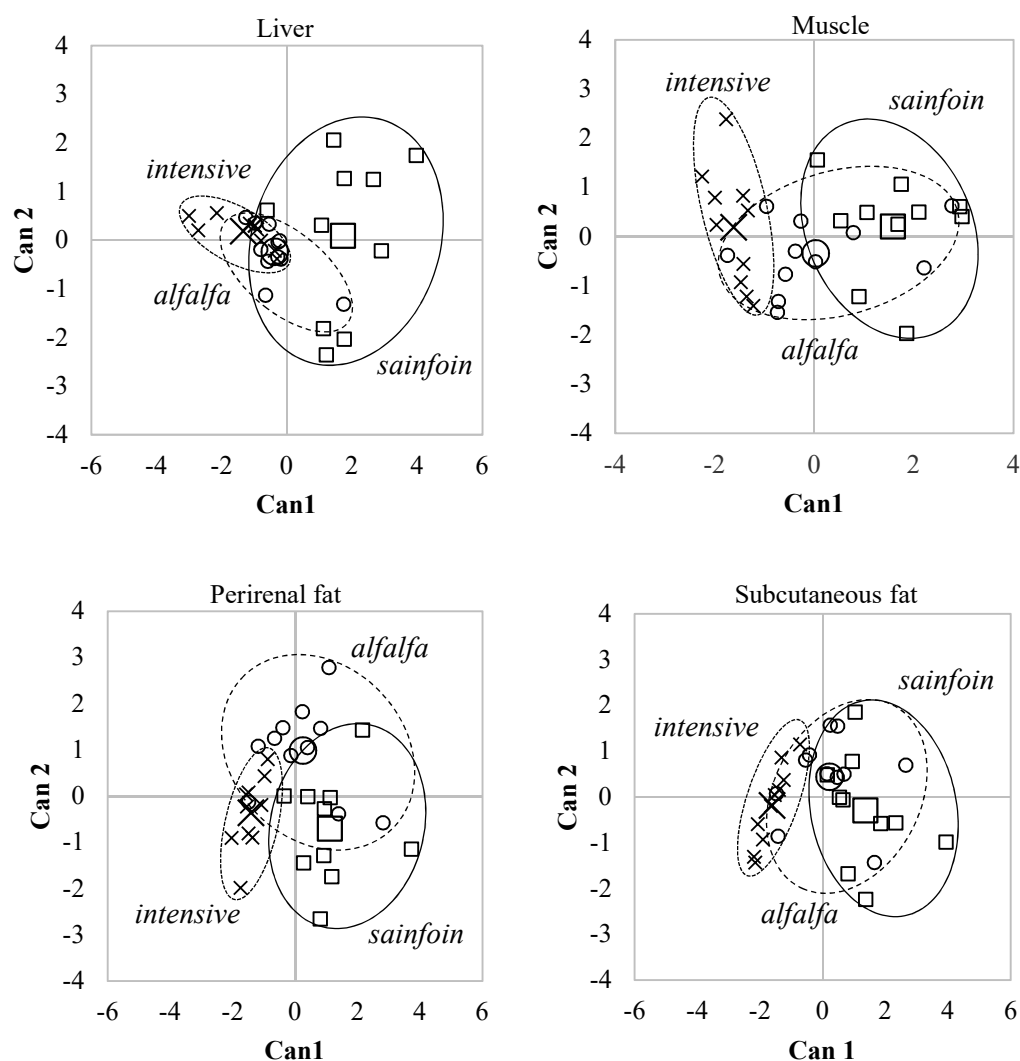 Liver
4
3
2
1
0
-1
-2
-3
-4
Can 2
intensive
alfalfa
sainfoin
-6 -4 -2 0 2 4 6
Can1
Muscle
4
3
2
1
0
-1
-2
-3
-4
Can 2
intensive
sainfoin
alfalfa
-4 -2 0 2 4
Can1
Perirenal fat
4
3
2
1
0
-1
-2
-3
-4
Can 2
alfalfa
intensive
sainfoin
-6 -4 -2 0 2 4 6
Can1
Subcutaneous fat
4
3
2
1
0
-1
-2
-3
-4
Can 2
sainfoin
intensive
alfalfa
-6 -4 -2 0 2 4 6
Can 1